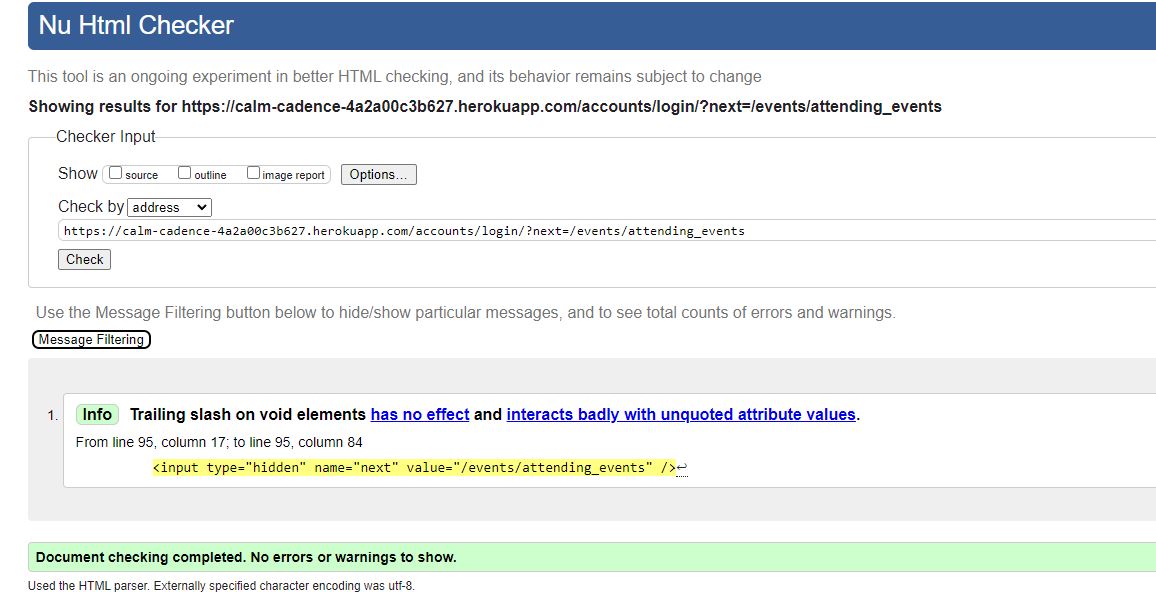 Nu Html Checker
This tool is an ongoing experiment in better HTML checking, and its behavior remains subject to change
Showing results for https://calm-cadence-4a2a00c3b627.herokuapp.com/accounts/login/?next=/events/attending_events
Checker Input
Show source outline image report Options...
Check by address
https://calm-cadence-4a2a00c3b627.herokuapp.com/accounts/login/?next=/events/attending_events
Check
Use the Message Filtering button below to hide/show particular messages, and to see total counts of errors and warnings.
Message Filtering
1. Info Trailing slash on void elements has no effect and interacts badly with unquoted attribute values.
From line 95, column 17; to line 95, column 84
<input type="hidden" name="next" value="/events/attending_events" />↩
Document checking completed. No errors or warnings to show.
Used the HTML parser. Externally specified character encoding was utf-8.